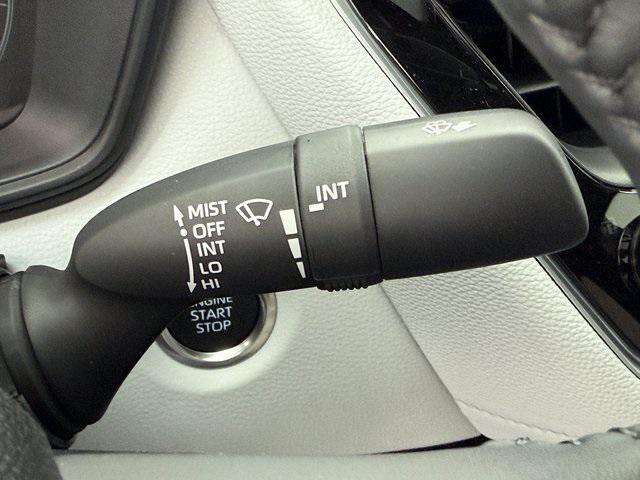 MIST
OFF
INT
LO
HI
INT
ENGINE
START
STOP